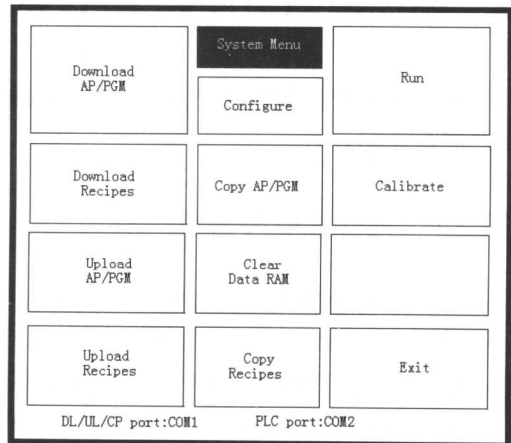 System Menu
Download
AP/PGM
Run
Configure
Download
Recipes
Copy AP/PGM
Calibrate
Upload
AP/PGM
Clear
Data RAM
Upload
Recipes
Copy
Recipes
Exit
DL/UL/CP port:COM1 PLC port:COM2